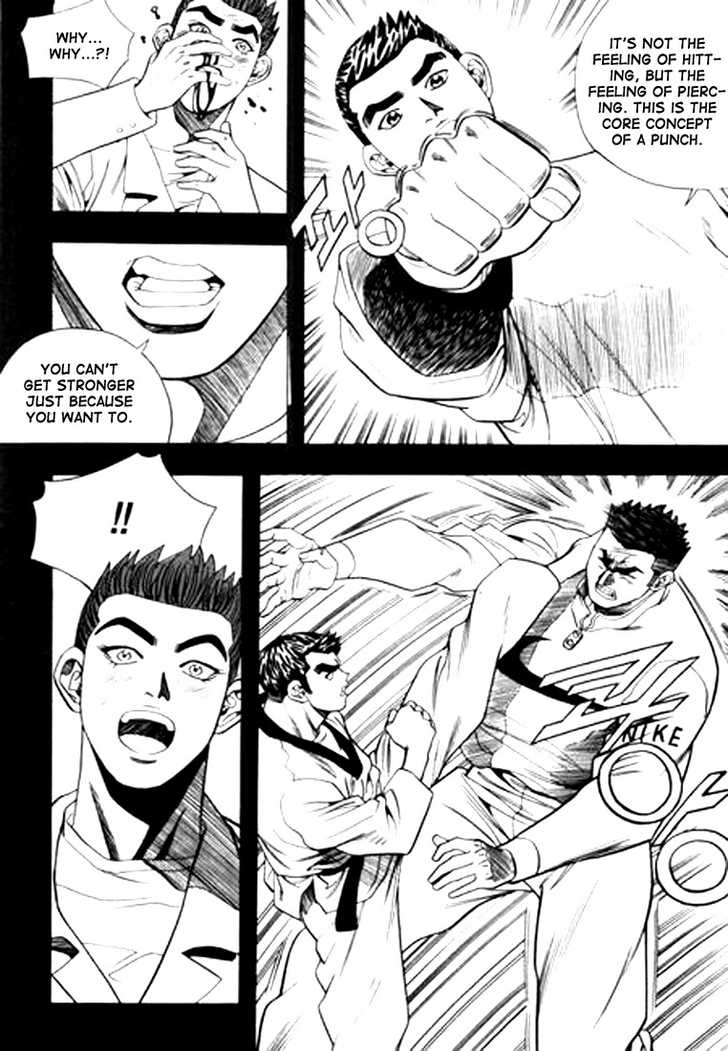 WHY...
WHY...?!
YOU CAN'T
GET STRONGER
JUST BECAUSE
YOU WANT TO.
IT'S NOT THE
FEELING OF HITT-
ING, BUT THE
FEELING OF PIERC-
ING. THIS IS THE
CORE CONCEPT
OF A PUNCH.
!!
NIKE